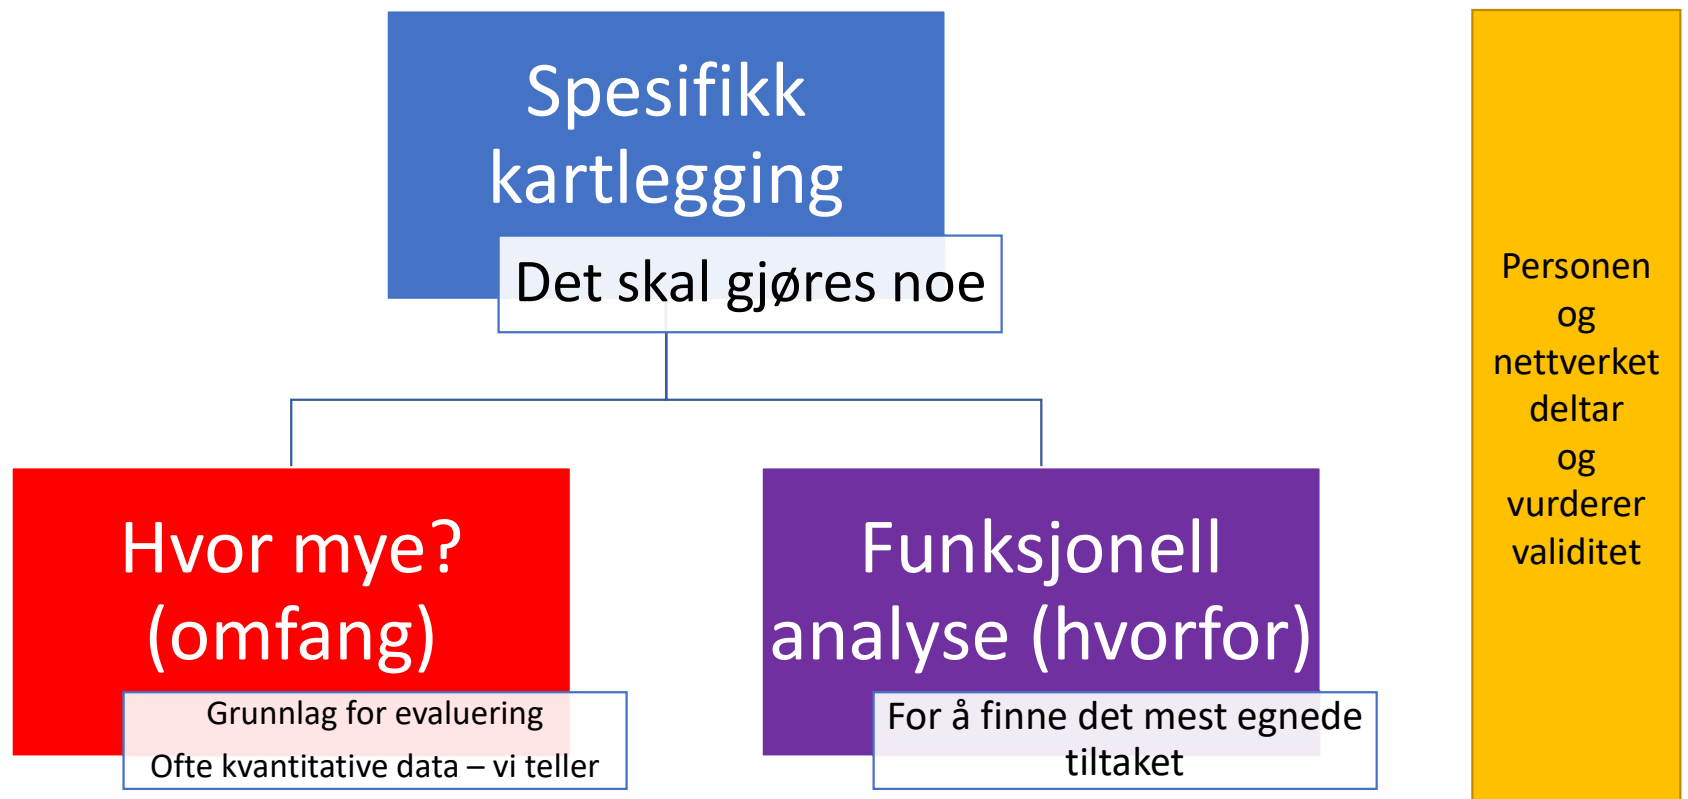 Spesifikk
kartlegging
Det skal gjøres noe
Hvor mye?
(omfang)
Grunnlag for evaluering
Ofte kvantitative data – vi teller
Funksjonell
analyse (hvorfor)
For å finne det mest egnede
tiltaket
Personen
og
nettverket
deltar
og
vurderer
validitet